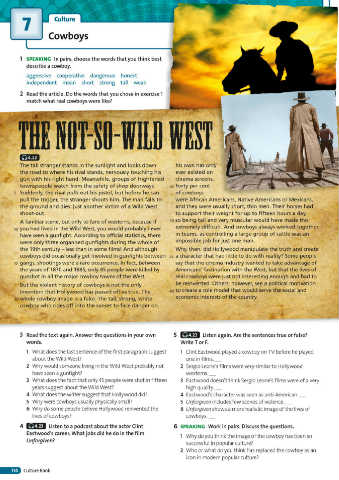 7
Culture
Cowboys
1 SPEAKING In pairs, choose the words that you think best
describe a cowboy.
aggressive cooperative dangerous honest
independent mean short strong tall weak
2 Read the article. Do the words that you chose in exercise 1
match what real cowboys were like?
THE NOT-SO-WILD WEST
4.22
The tall stranger stands in the sunlight and looks down
the road to where his rival stands, nervously touching his
gun with his right hand. Meanwhile, groups of frightened
townspeople watch from the safety of shop doorways.
Suddenly, the rival pulls out his pistol, but before he can
pull the trigger, the stranger shoots him. The man falls to
the ground and dies: just another victim of a Wild West
shoot-out.
A familiar scene, but only to fans of westerns, because if
you had lived in the Wild West, you would probably never
have seen a gunfight. According to official statistics, there
were only three organised gunfights during the whole of
the 19th century – less than in some films! And although
cowboys did occasionally get involved in gunfights between
gangs, shootings were a rare occurrence. In fact, between
the years of 1870 and 1885, only 45 people were killed by
gunshot in all the major cowboy towns of the West.
But the violent history of cowboys is not the only
invention that Hollywood has passed off as true. The
whole cowboy image is a fake. The tall, strong, white
cowboy who rides off into the sunset to face danger on
his own has only
ever existed on
cinema screens.
Forty per cent
of cowboys
were African Americans, Native Americans or Mexicans,
and they were usually short, thin men. Their horses had
to support their weight for up to fifteen hours a day,
so being tall and very muscular would have made this
extremely difficult. And cowboys always worked together
in teams, as controlling a large group of cattle was an
impossible job for just one man.
Why, then, did Hollywood manipulate the truth and create
a character that has little to do with reality? Some people
say that the cinema industry wanted to take advantage of
Americans' fascination with the West, but that the lives of
real cowboys were just not interesting enough and had to
be reinvented. Others, however, see a political motivation
to create a role model that would serve the social and
economic interests of the country.
3 Read the text again. Answer the questions in your own
words.
1 What does the last sentence of the first paragraph suggest
about the Wild West?
2 Why would someone living in the Wild West probably not
have seen a gunfight?
3 What does the fact that only 45 people were shot in fifteen
years suggest about the Wild West?
4 What does the writer suggest that Hollywood did?
5 Why were cowboys usually physically small?
6 Why do some people believe Hollywood reinvented the
lives of cowboys?
4 4.23 Listen to a podcast about the actor Clint
Eastwood's career. What jobs did he do in the film
Unforgiven?
5 4.23 Listen again. Are the sentences true or false?
Write T or F.
1 Clint Eastwood played a cowboy on TV before he played
one in films. __
2 Sergio Leone's films were very similar to Hollywood
westerns. __
3 Eastwood doesn't think Sergio Leone's films were of a very
high quality. __
4 Eastwood's character was seen as anti-American. __
5 Unforgiven includes few scenes of violence. __
6 Unforgiven shows a more realistic image of the lives of
cowboys. __
6 SPEAKING Work in pairs. Discuss the questions.
1 Why do you think the image of the cowboy has been so
successful in popular culture?
2 Who or what do you think has replaced the cowboy as an
icon in modern popular culture?
Culture Bank